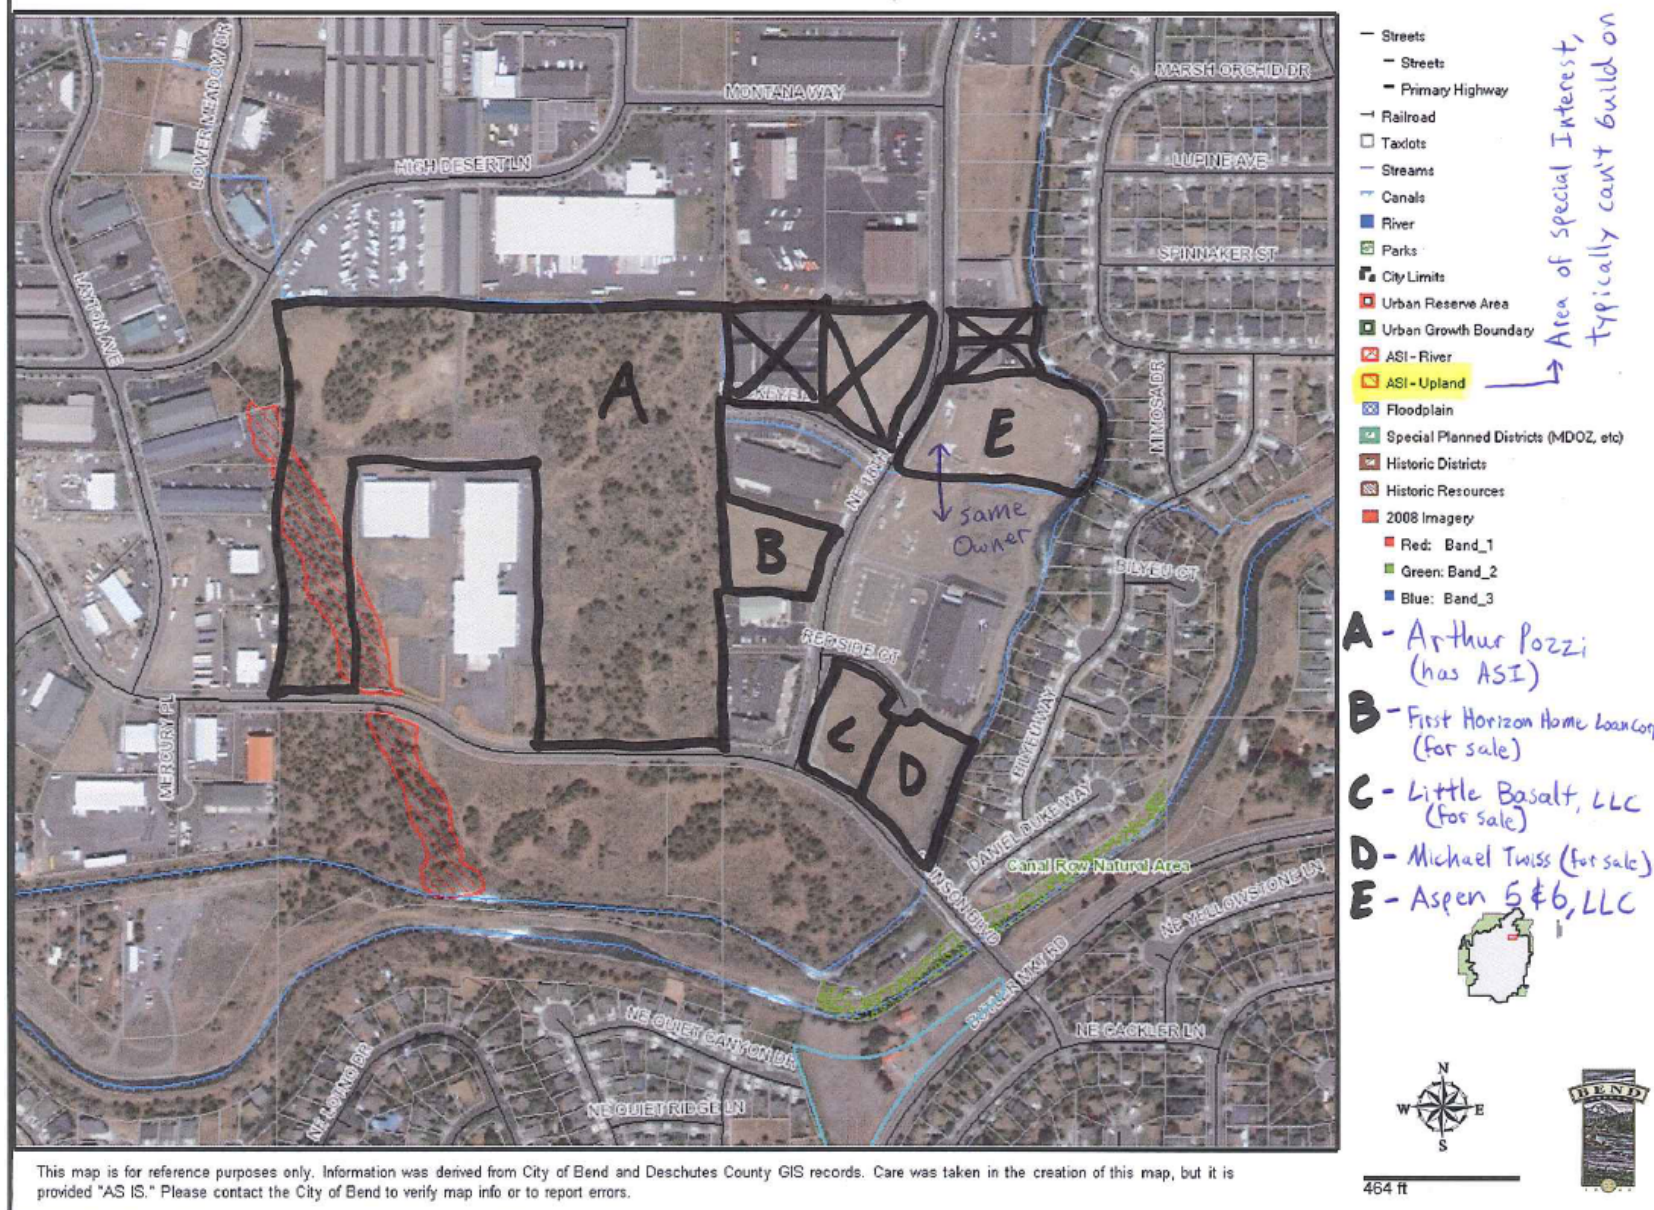 MARSH ORCHID DR
MONTANA WAY
LOWER MEADOW DR
HIGH DESERT LN
LUPINE AVE
SPINNAKER ST
LAYTON AVE
MIMOSA DR
A
E
NE 18TH
same
owner
B
BILYEU CT
REDSIDE CT
BILYEU WAY
C
D
MERCURY PL
DANIEL DUKE WAY
Canal Row Natural Area
NE YELLOWSTONE LN
BUTLER MKT RD
NE CACKLER LN
NE QUIET CANYON DR
NE LOTNO DR
NE QUIET RIDGE LN
Streets
Streets
Primary Highway
Railroad
Taxlots
Streams
Canals
River
Parks
City Limits
Urban Reserve Area
Urban Growth Boundary
ASI - River
ASI - Upland
Floodplain
Special Planned Districts (MDOZ, etc)
Historic Districts
Historic Resources
2008 Imagery
Red: Band_1
Green: Band_2
Blue: Band_3
Area of special Interest,
typically can't build on
A - Arthur Pozzi
(has ASI)
B - First Horizon Home Loan Corp
(for sale)
C - Little Basalt, LLC
(for sale)
D - Michael Twiss (for sale)
E - Aspen 5 & 6, LLC
N
W E
S
BEND
464 ft
This map is for reference purposes only. Information was derived from City of Bend and Deschutes County GIS records. Care was taken in the creation of this map, but it is
provided "AS IS." Please contact the City of Bend to verify map info or to report errors.